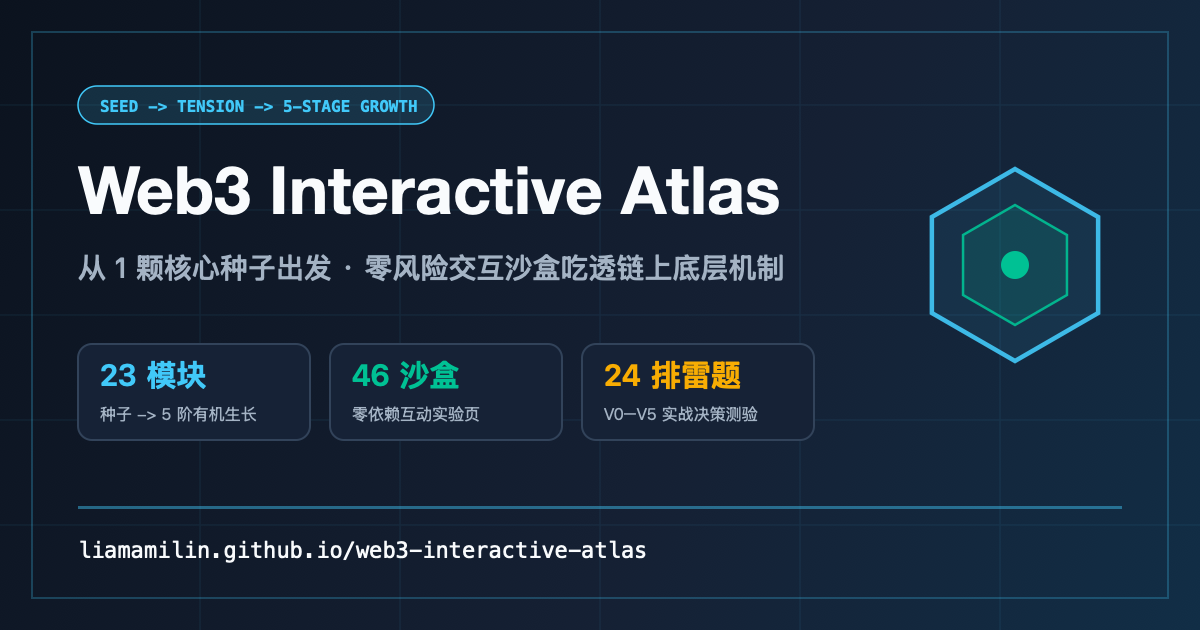 SEED -> TENSION -> 5-STAGE GROWTH
Web3 Interactive Atlas
从 1 颗核心种子出发 · 零风险交互沙盒吃透链上底层机制
23 模块
种子 -> 5 阶有机生长
46 沙盒
零依赖互动实验页
24 排雷题
V0—V5 实战决策测验
liamamilin.github.io/web3-interactive-atlas